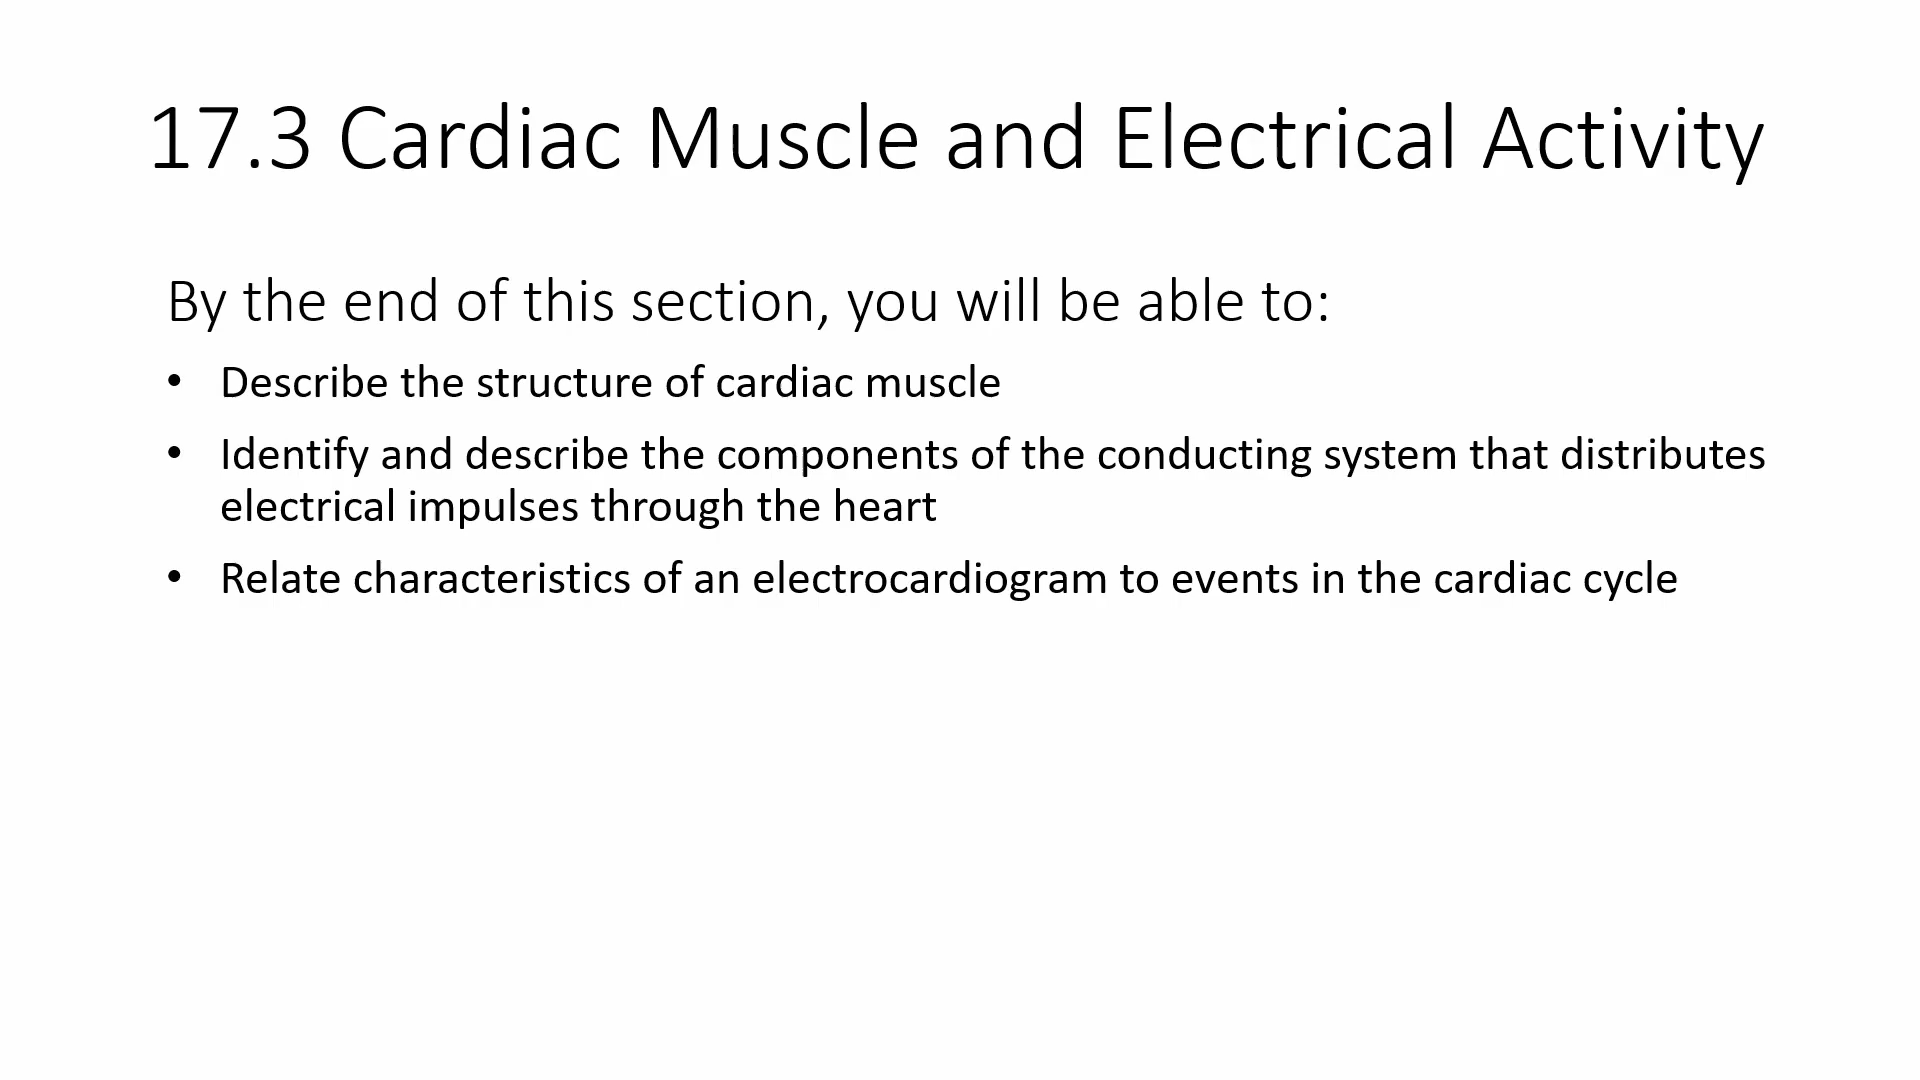 17.3 Cardiac Muscle and Electrical Activity
By the end of this section, you will be able to:
• Describe the structure of cardiac muscle
• Identify and describe the components of the conducting system that distributes
electrical impulses through the heart
• Relate characteristics of an electrocardiogram to events in the cardiac cycle